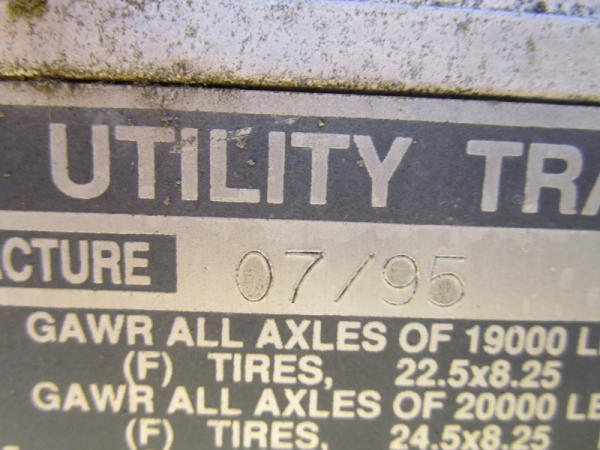 UTILITY TRA
ACTURE 07/95
GAWR ALL AXLES OF 19000 L
(F) TIRES, 22.5x8.25
GAWR ALL AXLES OF 20000 LE
(F) TIRES, 24.5x8.25